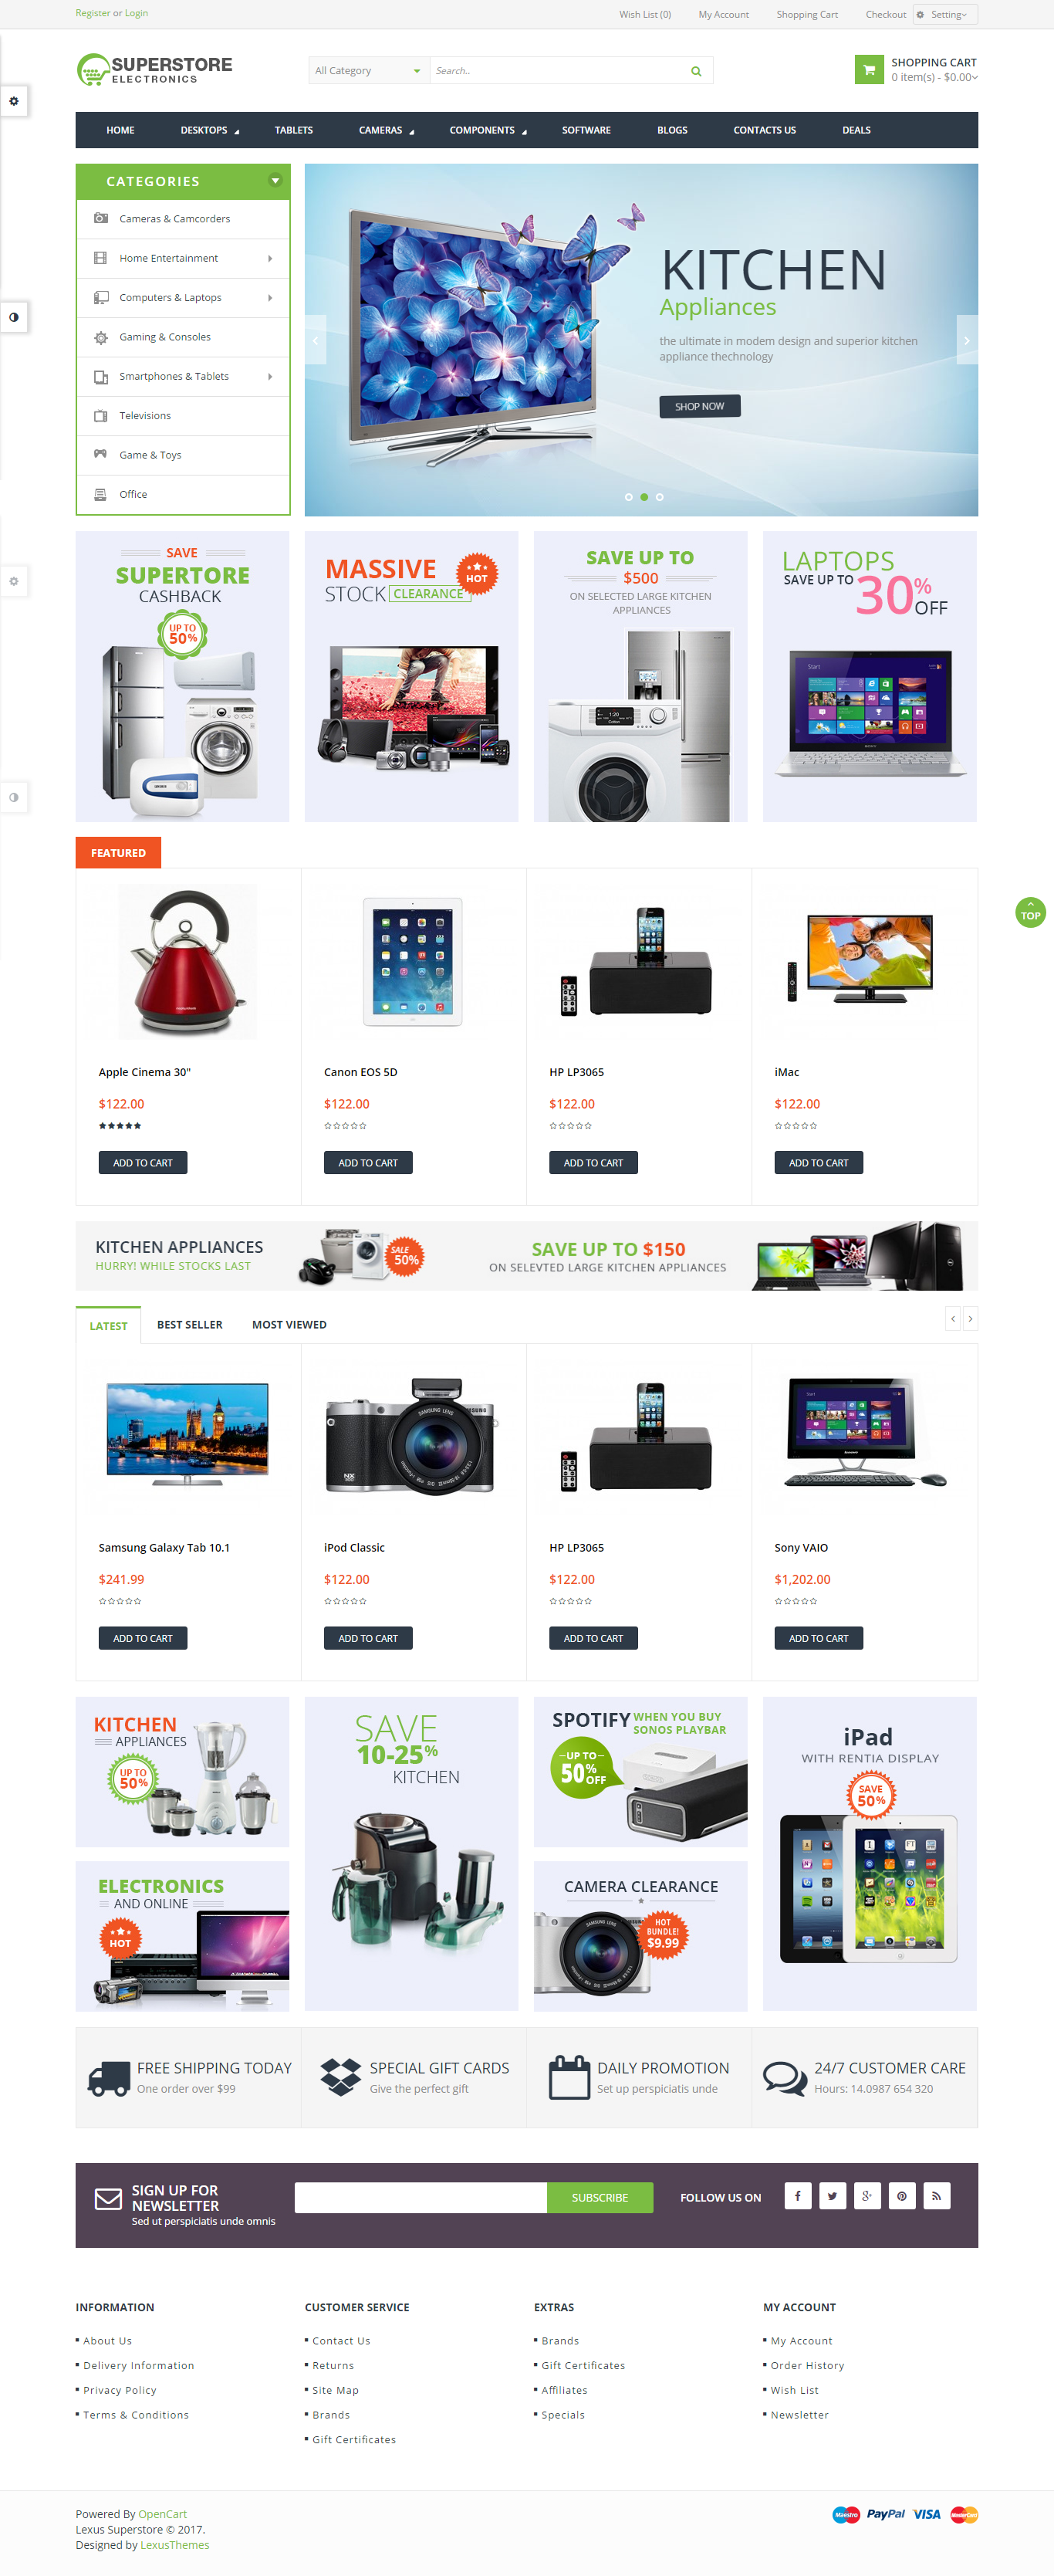 Register or Login
Wish List (0)
My Account
Shopping Cart
Checkout
Setting
SUPERSTORE
ELECTRONICS
All Category
Search..
SHOPPING CART
0 item(s) - $0.00
HOME
DESKTOPS
TABLETS
CAMERAS
COMPONENTS
SOFTWARE
BLOGS
CONTACTS US
DEALS
CATEGORIES
Cameras & Camcorders
Home Entertainment
Computers & Laptops
Gaming & Consoles
Smartphones & Tablets
Televisions
Game & Toys
Office
KITCHEN
Appliances
the ultimate in modem design and superior kitchen
appliance thechnology
SHOP NOW
SAVE
SUPERTORE
CASHBACK
UP TO
50%
MASSIVE
STOCK CLEARANCE
HOT
SAVE UP TO
$500
ON SELECTED LARGE KITCHEN
APPLIANCES
1:20
Cotton
LAPTOPS
SAVE UP TO
30%
OFF
Start
FEATURED
TOP
Apple Cinema 30"
$122.00
ADD TO CART
Canon EOS 5D
$122.00
ADD TO CART
HP LP3065
$122.00
ADD TO CART
iMac
$122.00
ADD TO CART
KITCHEN APPLIANCES
HURRY! WHILE STOCKS LAST
SALE
50%
SAVE UP TO $150
ON SELEVTED LARGE KITCHEN APPLIANCES
LATEST
BEST SELLER
MOST VIEWED
SAMSUNG LENS
SAMSUNG
NX
Start
Samsung Galaxy Tab 10.1
$241.99
ADD TO CART
iPod Classic
$122.00
ADD TO CART
HP LP3065
$122.00
ADD TO CART
Sony VAIO
$1,202.00
ADD TO CART
KITCHEN
APPLIANCES
UP TO
50%
SAVE
10-25%
KITCHEN
SPOTIFY WHEN YOU BUY
SONOS PLAYBAR
UP TO
50%
OFF
iPad
WITH RENTIA DISPLAY
SAVE
50%
ELECTRONICS
AND ONLINE
HOT
CAMERA CLEARANCE
SAMSUNG LENS
HOT
BUNDLE!
$9.99
FREE SHIPPING TODAY
One order over $99
SPECIAL GIFT CARDS
Give the perfect gift
DAILY PROMOTION
Set up perspiciatis unde
24/7 CUSTOMER CARE
Hours: 14.0987 654 320
SIGN UP FOR
NEWSLETTER
Sed ut perspiciatis unde omnis
SUBSCRIBE
FOLLOW US ON
INFORMATION
About Us
Delivery Information
Privacy Policy
Terms & Conditions
CUSTOMER SERVICE
Contact Us
Returns
Site Map
Brands
Gift Certificates
EXTRAS
Brands
Gift Certificates
Affiliates
Specials
MY ACCOUNT
My Account
Order History
Wish List
Newsletter
Powered By OpenCart
Lexus Superstore © 2017.
Designed by LexusThemes
Maestro
PayPal
VISA
MasterCard